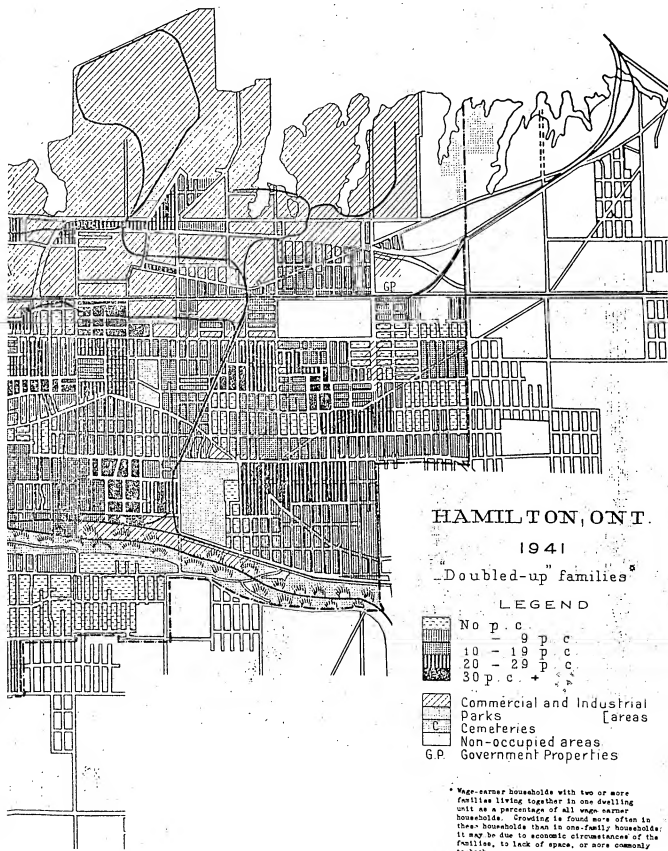 GP
HAMILTON, ONT.
1941
"Doubled-up" families*
LEGEND
No p.c.
– 9 p.c.
10 – 19 p.c.
20 – 29 p.c.
30 p.c. +
Commercial and Industrial
Parks [areas
C Cemeteries
Non-occupied areas
G.P. Government Properties
* Wage-earner households with two or more
families living together in one dwelling
unit as a percentage of all wage earner
households. Crowding is found more often in
these households than in one-family households;
it may be due to economic circumstances of the
families, to lack of space, or more commonly
to both.